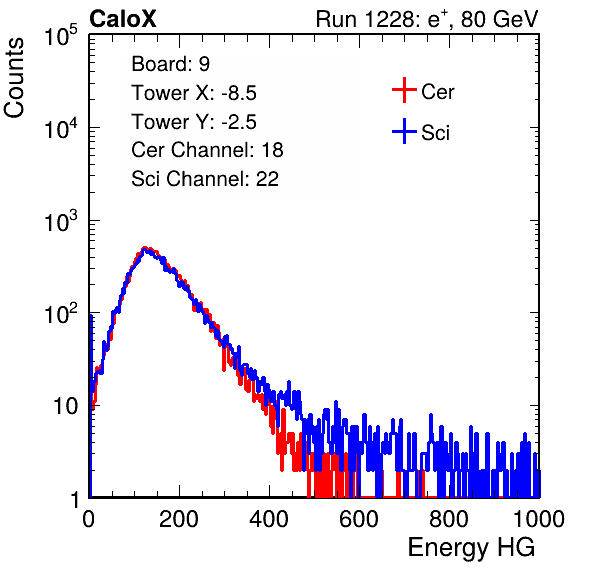 CaloX Run 1228: e⁺, 80 GeV
Counts
10⁵
10⁴
10³
10²
10
1
Board: 9
Tower X: -8.5
Tower Y: -2.5
Cer Channel: 18
Sci Channel: 22
Cer
Sci
0 200 400 600 800 1000
Energy HG